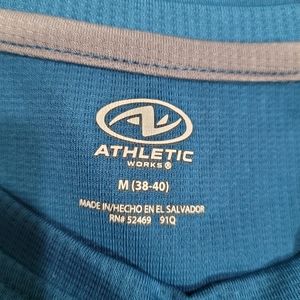 ATHLETIC
WORKS®
M (38-40)
MADE IN/HECHO EN EL SALVADOR
RN# 52469 91Q